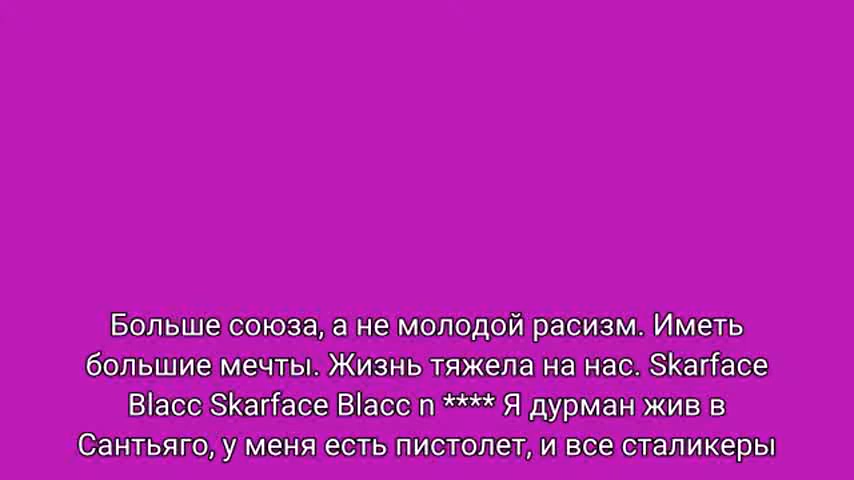 Больше союза, а не молодой расизм. Иметь
большие мечты. Жизнь тяжела на нас. Skarface
Blacc Skarface Blacc n **** Я дурман жив в
Сантьяго, у меня есть пистолет, и все сталикеры